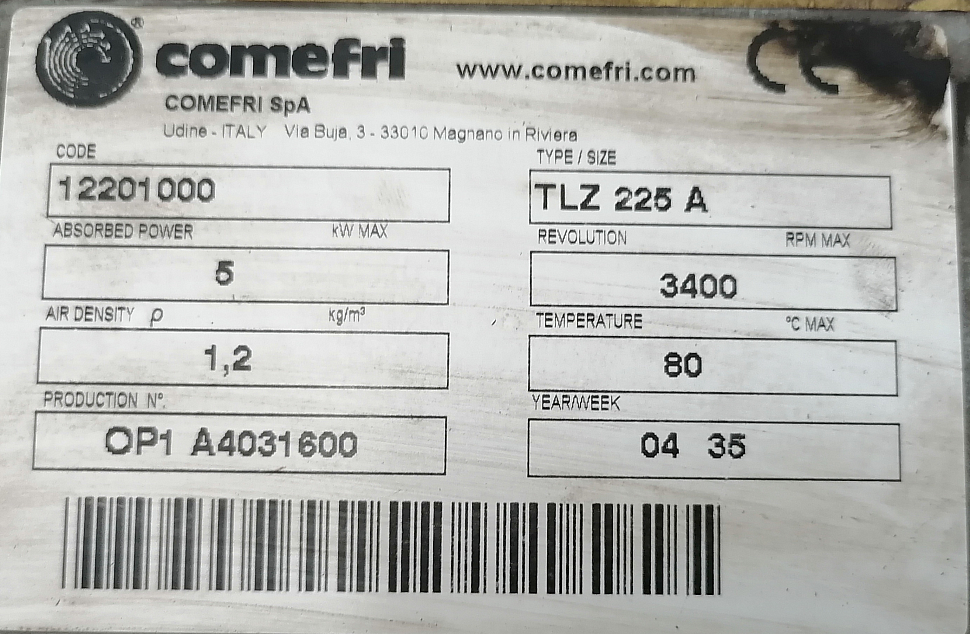 comefri ® www.comefri.com CE
COMEFRI SpA
Udine - ITALY Via Buja, 3 - 33010 Magnano in Riviera
CODE TYPE / SIZE
12201000 TLZ 225 A
ABSORBED POWER kW MAX REVOLUTION RPM MAX
5 3400
AIR DENSITY ρ kg/m³ TEMPERATURE °C MAX
1,2 80
PRODUCTION N°. YEAR/WEEK
OP1 A4031600 04 35